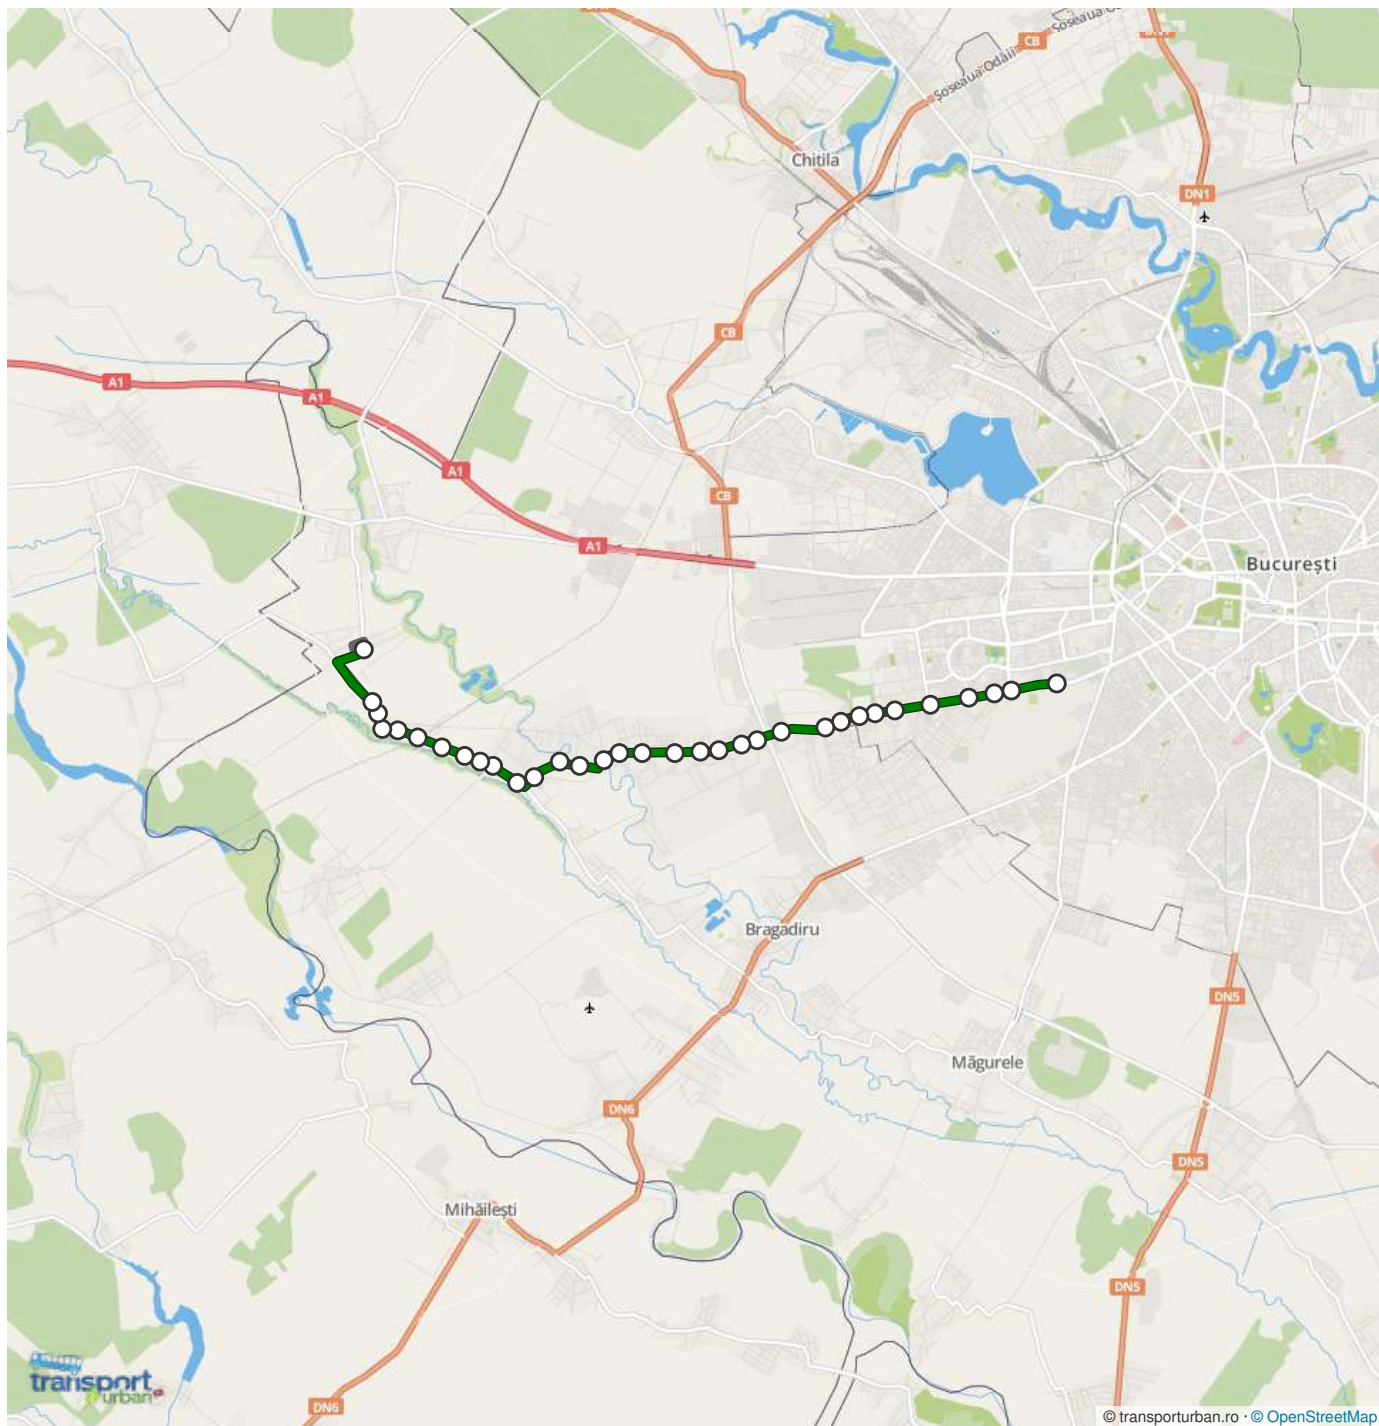 Șoseaua Odăii
CB
Șoseaua
Chitila
DN1
CB
A1
A1
A1
CB
A1
București
Bragadiru
DN5
Măgurele
DN6
DN5
Mihăilești
DN5
transport
urban
DN6
© transporturban.ro · © OpenStreetMap